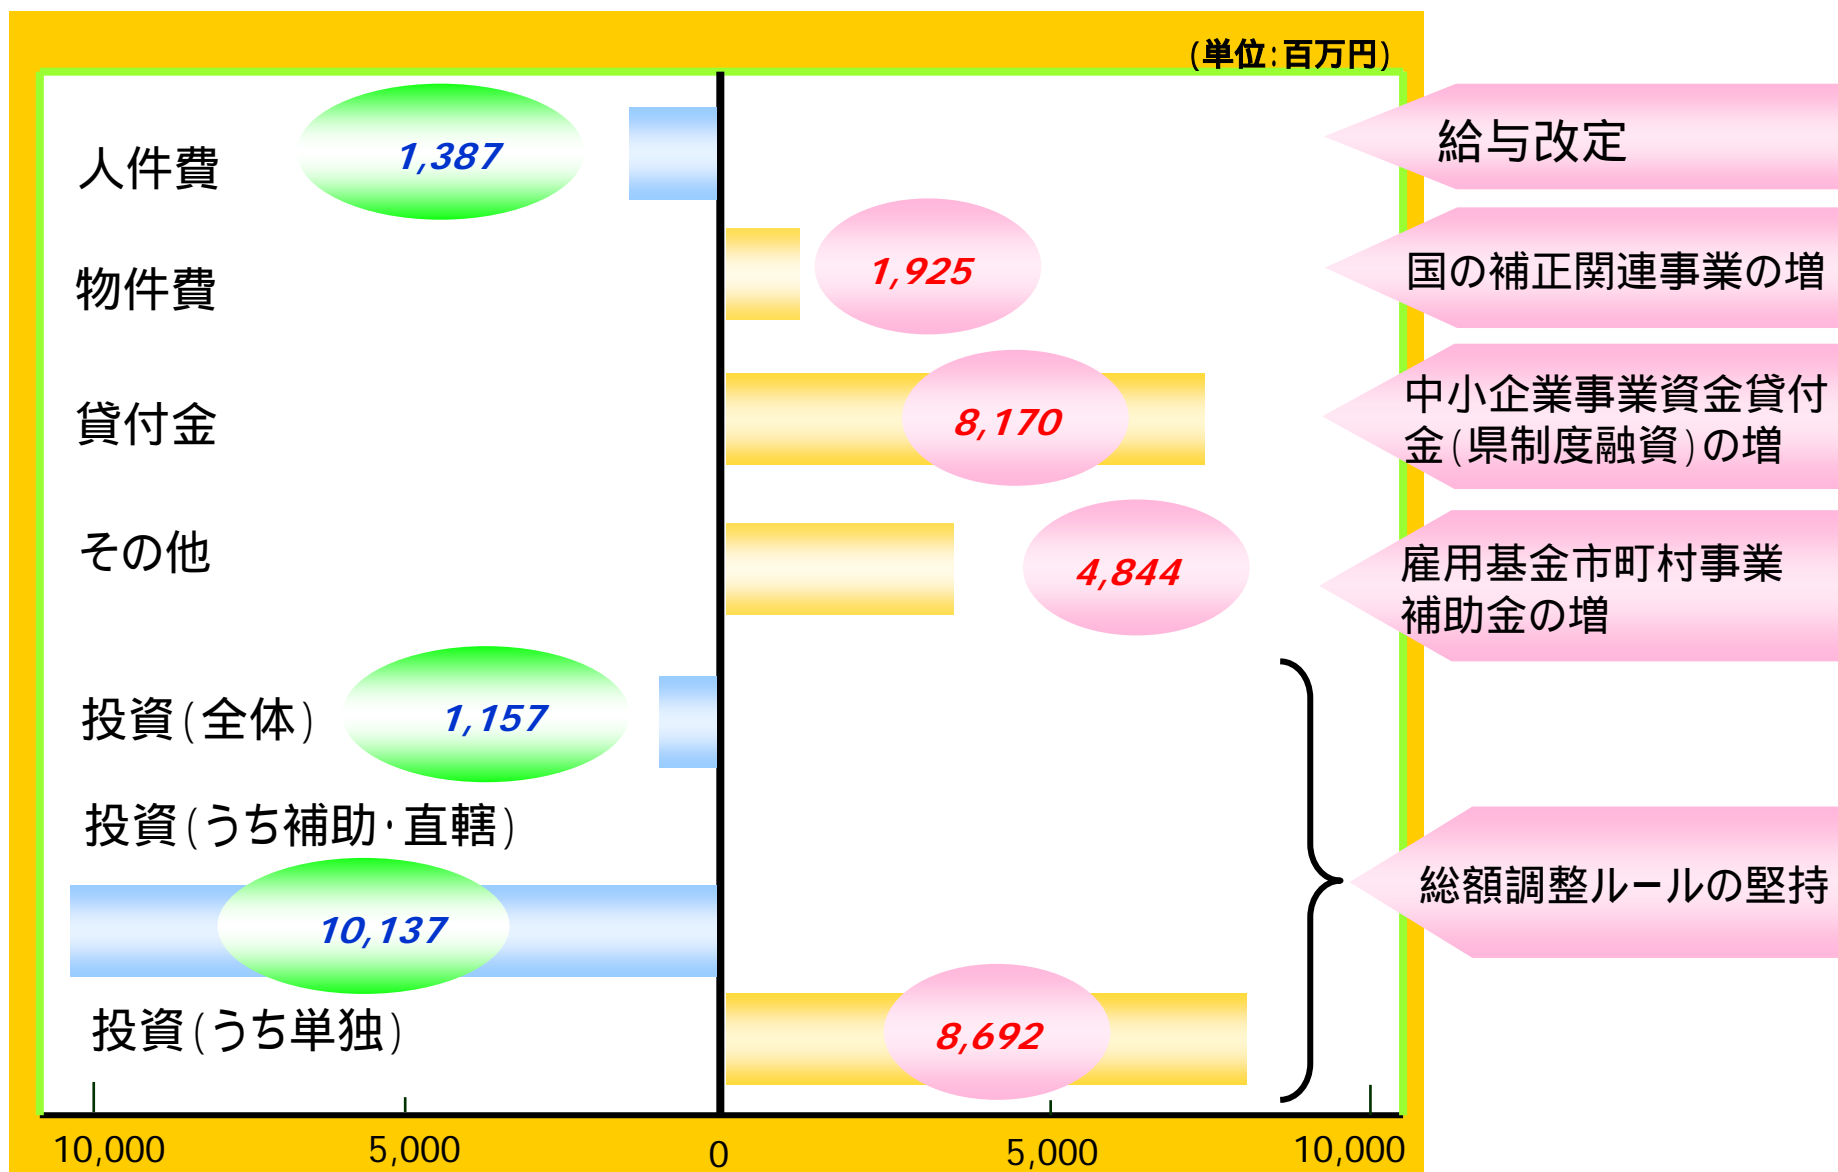 (単位:百万円)
人件費
1,387
給与改定
物件費
1,925
国の補正関連事業の増
貸付金
8,170
中小企業事業資金貸付
金(県制度融資)の増
その他
4,844
雇用基金市町村事業
補助金の増
投資(全体)
1,157
投資(うち補助・直轄)
10,137
総額調整ルールの堅持
投資(うち単独)
8,692
10,000
5,000
0
5,000
10,000